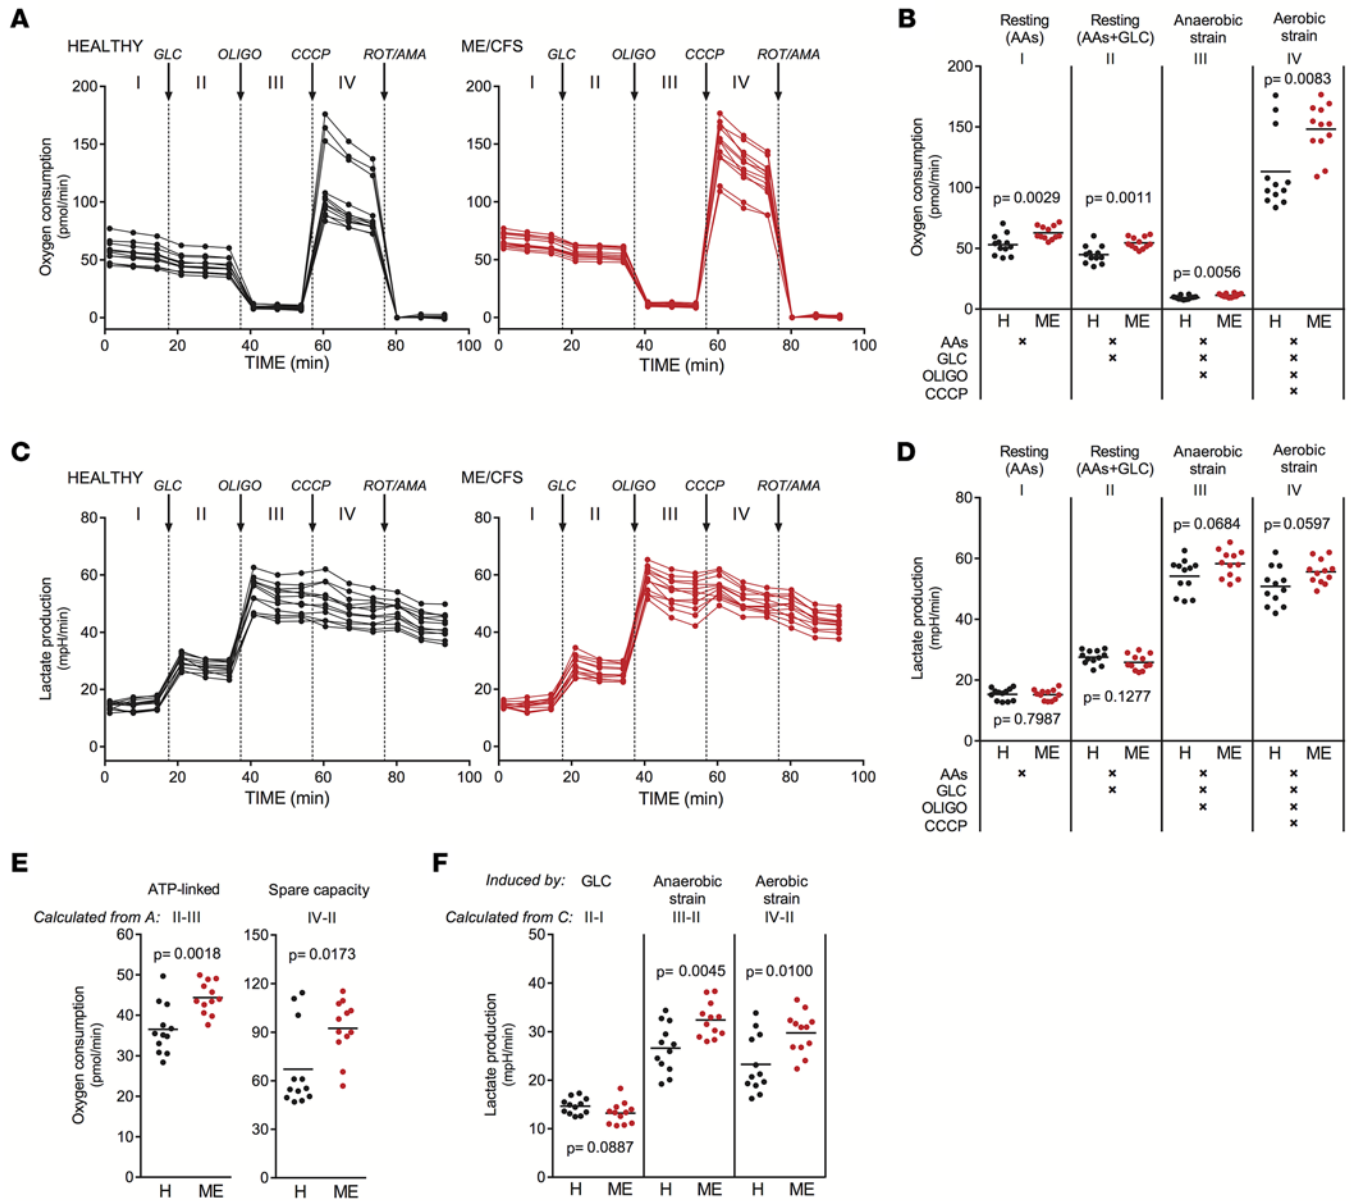 A
HEALTHY
GLC OLIGO CCCP ROT/AMA
I II III IV
Oxygen consumption
(pmol/min)
200
150
100
50
0
0 20 40 60 80 100
TIME (min)
ME/CFS
GLC OLIGO CCCP ROT/AMA
I II III IV
200
150
100
50
0
0 20 40 60 80 100
TIME (min)
B
Resting
(AAs)
I
Resting
(AAs+GLC)
II
Anaerobic
strain
III
Aerobic
strain
IV
Oxygen consumption
(pmol/min)
200
150
100
50
0
p= 0.0029
p= 0.0011
p= 0.0056
p= 0.0083
H ME H ME H ME H ME
AAs × × × ×
GLC × × ×
OLIGO × ×
CCCP ×
C
HEALTHY
GLC OLIGO CCCP ROT/AMA
I II III IV
Lactate production
(mpH/min)
80
60
40
20
0
0 20 40 60 80 100
TIME (min)
ME/CFS
GLC OLIGO CCCP ROT/AMA
I II III IV
80
60
40
20
0
0 20 40 60 80 100
TIME (min)
D
Resting
(AAs)
I
Resting
(AAs+GLC)
II
Anaerobic
strain
III
Aerobic
strain
IV
Lactate production
(mpH/min)
80
60
40
20
0
p= 0.7987
p= 0.1277
p= 0.0684
p= 0.0597
H ME H ME H ME H ME
AAs × × × ×
GLC × × ×
OLIGO × ×
CCCP ×
E
ATP-linked
Spare capacity
Calculated from A: II-III IV-II
Oxygen consumption
(pmol/min)
60
50
40
30
20
10
0
p= 0.0018
H ME
150
120
90
60
30
0
p= 0.0173
H ME
F
Induced by: GLC
Anaerobic
strain
Aerobic
strain
Calculated from C: II-I III-II IV-II
Lactate production
(mpH/min)
50
40
30
20
10
0
p= 0.0887
p= 0.0045
p= 0.0100
H ME H ME H ME